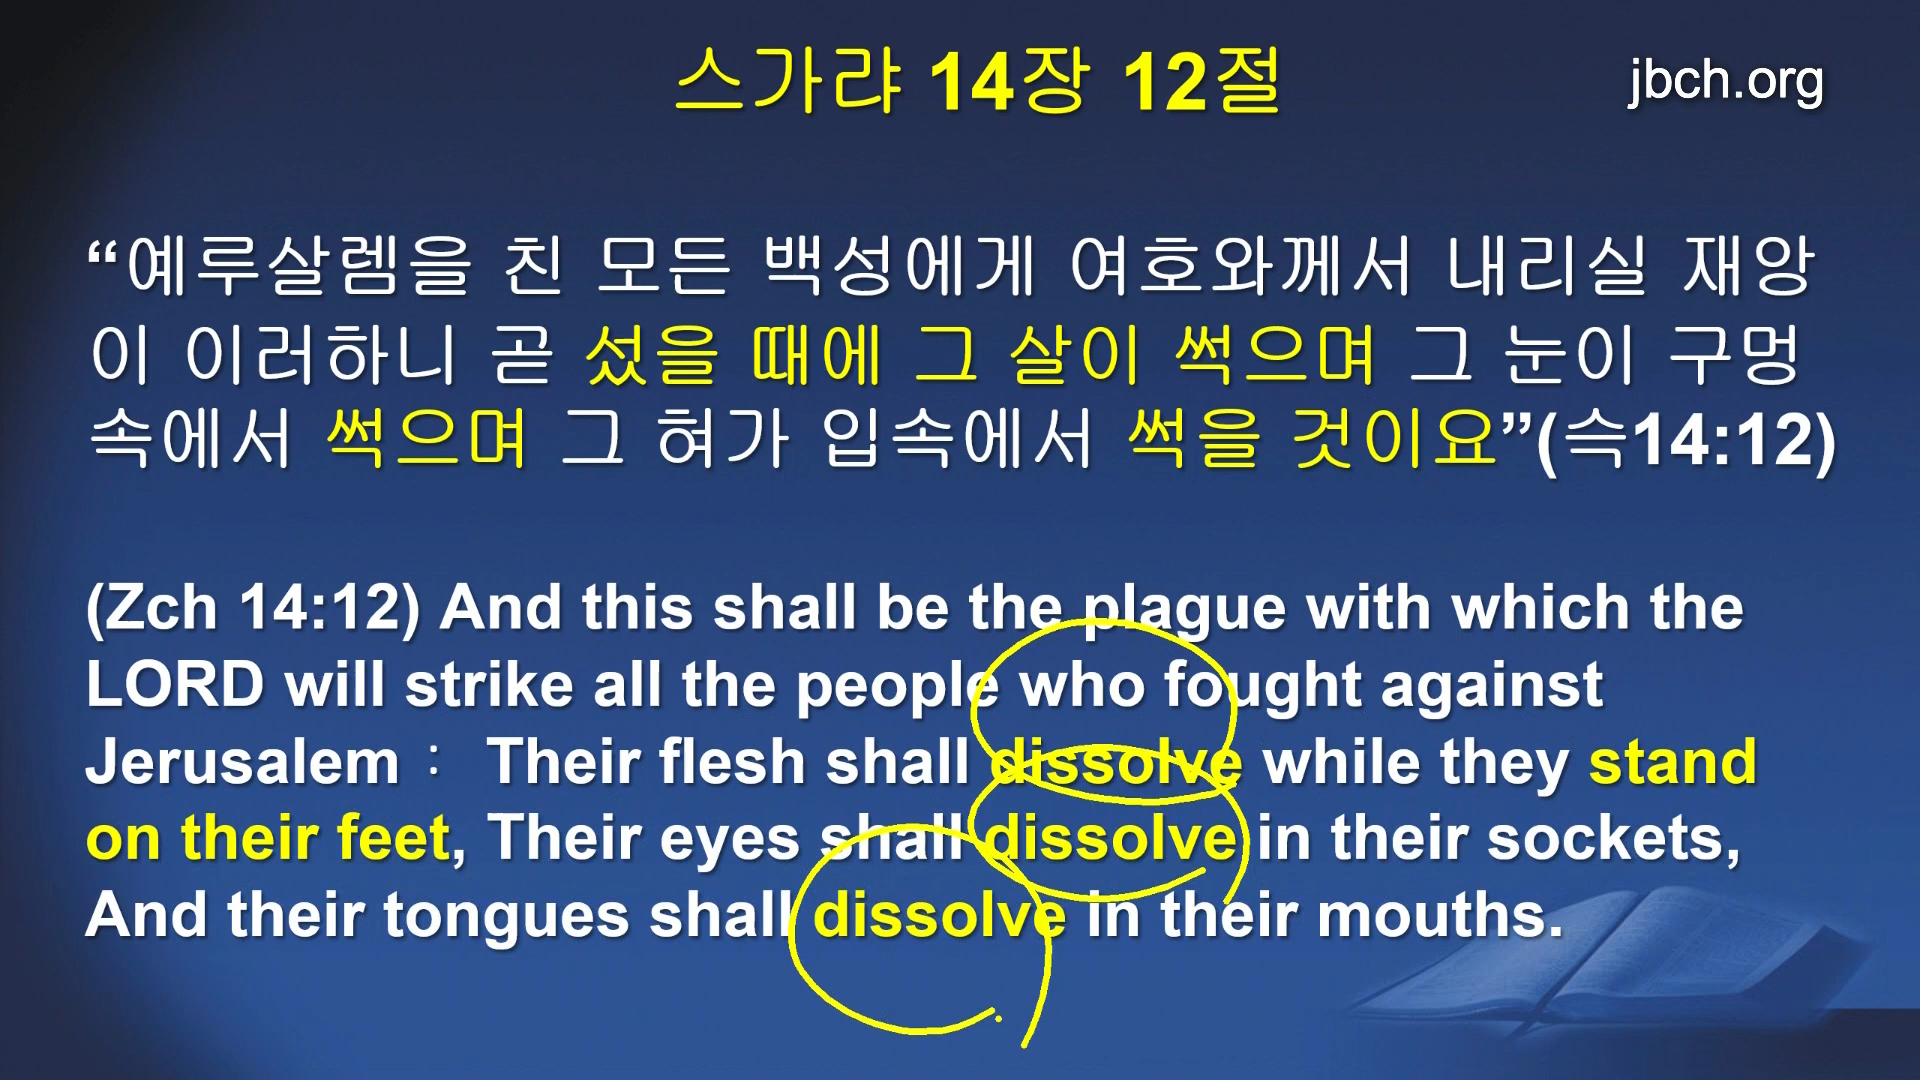 스가랴 14장 12절
jbch.org
“예루살렘을 친 모든 백성에게 여호와께서 내리실 재앙
이 이러하니 곧 섰을 때에 그 살이 썩으며 그 눈이 구멍
속에서 썩으며 그 혀가 입속에서 썩을 것이요”(슥14:12)
(Zch 14:12) And this shall be the plague with which the
LORD will strike all the people who fought against
Jerusalem： Their flesh shall dissolve while they stand
on their feet, Their eyes shall dissolve in their sockets,
And their tongues shall dissolve in their mouths.